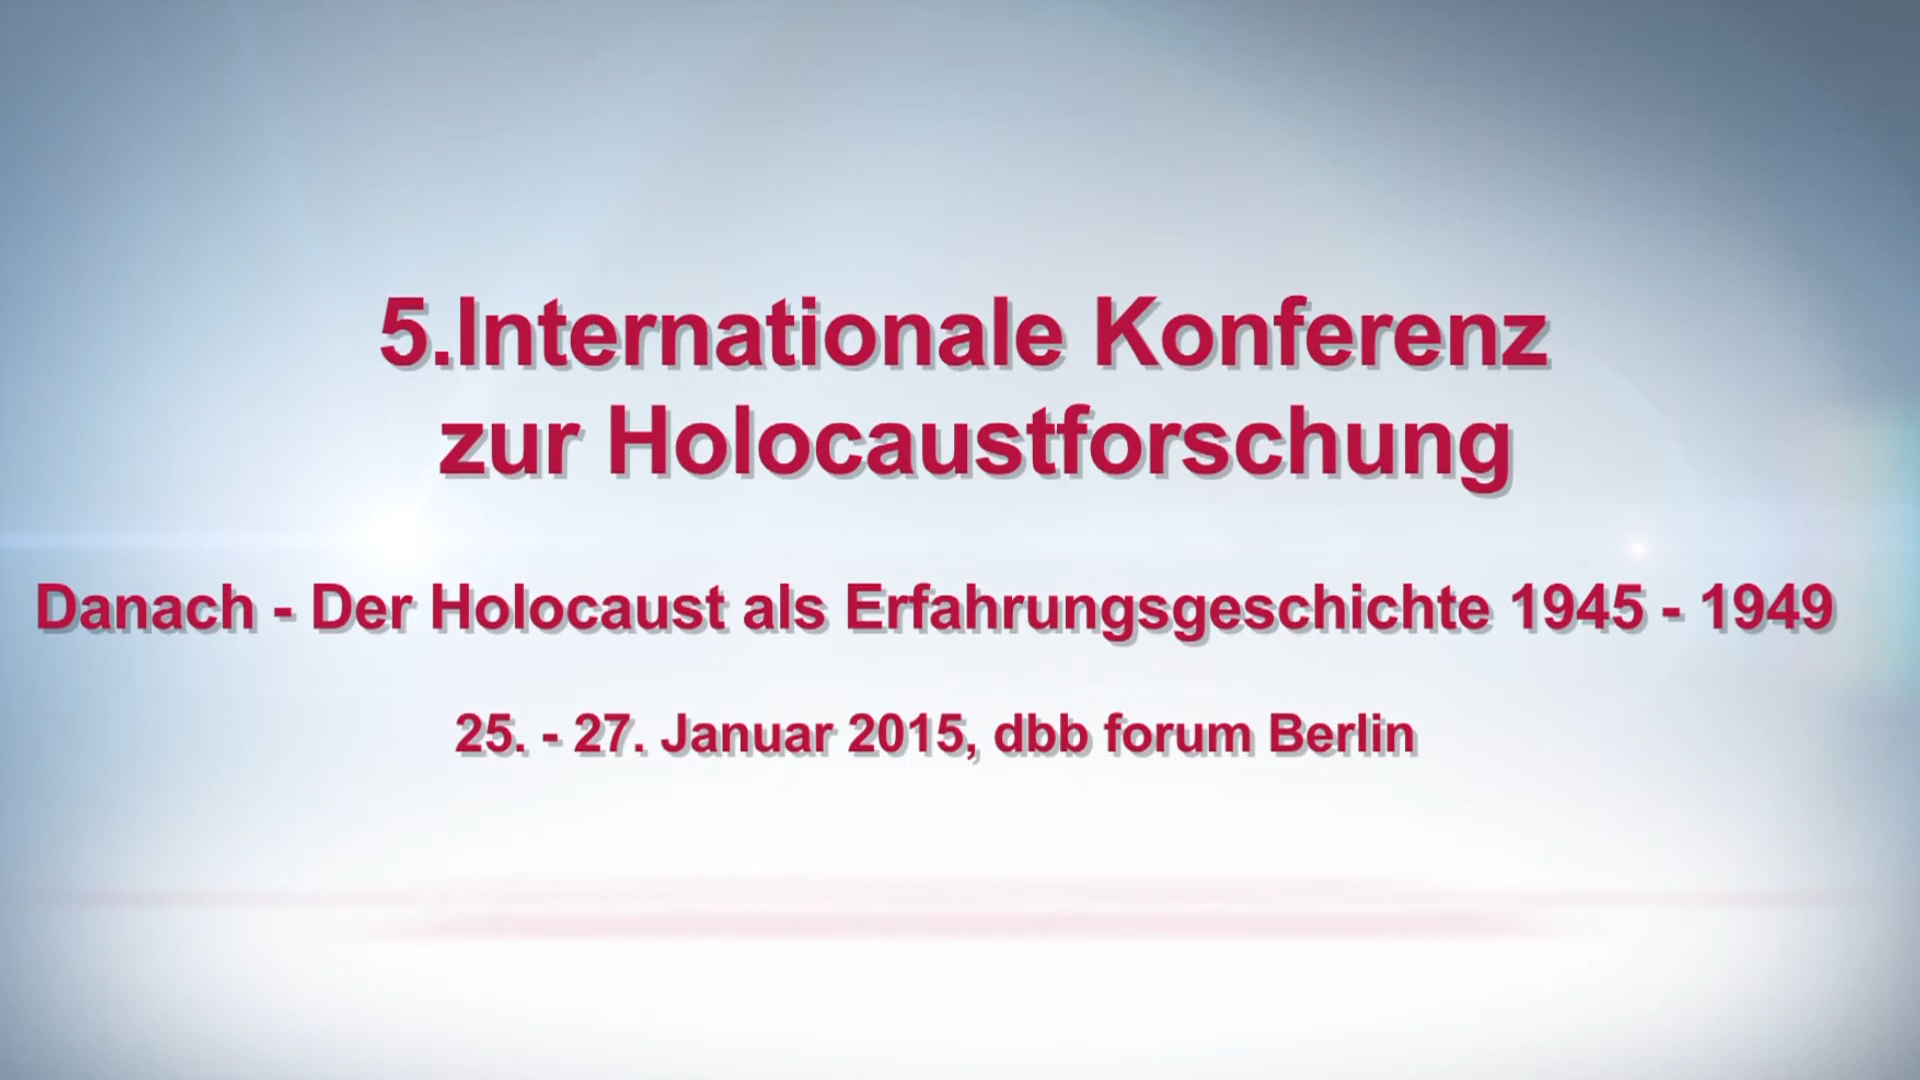 5.Internationale Konferenz
zur Holocaustforschung
Danach - Der Holocaust als Erfahrungsgeschichte 1945 - 1949
25. - 27. Januar 2015, dbb forum Berlin